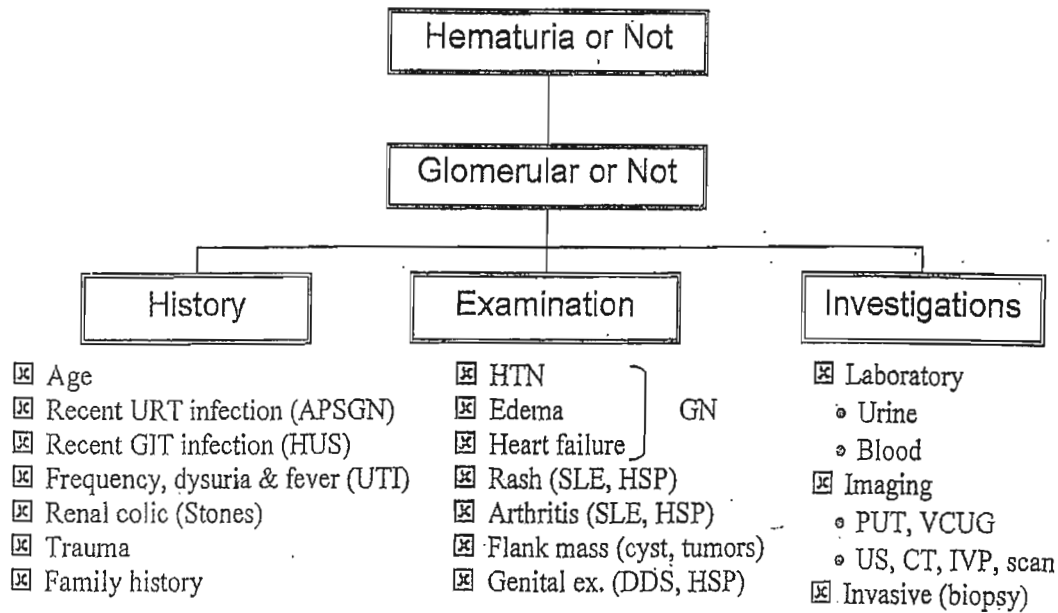 Hematuria or Not
Glomerular or Not
History
Age
Recent URT infection (APSGN)
Recent GIT infection (HUS)
Frequency, dysuria & fever (UTI)
Renal colic (Stones)
Trauma
Family history
Examination
HTN
Edema
Heart failure
GN
Rash (SLE, HSP)
Arthritis (SLE, HSP)
Flank mass (cyst, tumors)
Genital ex. (DDS, HSP)
Investigations
Laboratory
Urine
Blood
Imaging
PUT, VCUG
US, CT, IVP, scan
Invasive (biopsy)